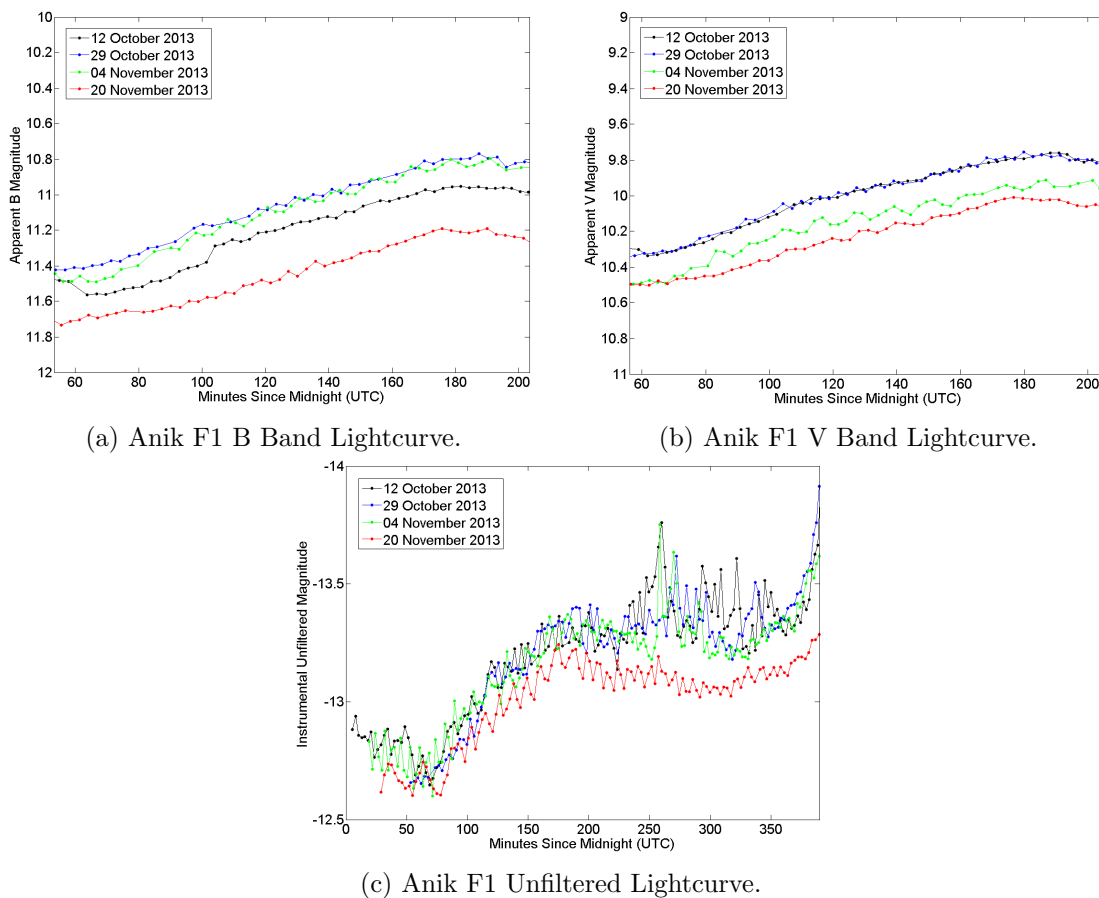 10
10.2
10.4
10.6
10.8
11
11.2
11.4
11.6
11.8
12
Apparent B Magnitude
12 October 2013
29 October 2013
04 November 2013
20 November 2013
60 80 100 120 140 160 180 200
Minutes Since Midnight (UTC)
(a) Anik F1 B Band Lightcurve.
9
9.2
9.4
9.6
9.8
10
10.2
10.4
10.6
10.8
11
Apparent V Magnitude
12 October 2013
29 October 2013
04 November 2013
20 November 2013
60 80 100 120 140 160 180 200
Minutes Since Midnight (UTC)
(b) Anik F1 V Band Lightcurve.
-14
-13.5
-13
-12.5
Instrumental Unfiltered Magnitude
12 October 2013
29 October 2013
04 November 2013
20 November 2013
0 50 100 150 200 250 300 350
Minutes Since Midnight (UTC)
(c) Anik F1 Unfiltered Lightcurve.